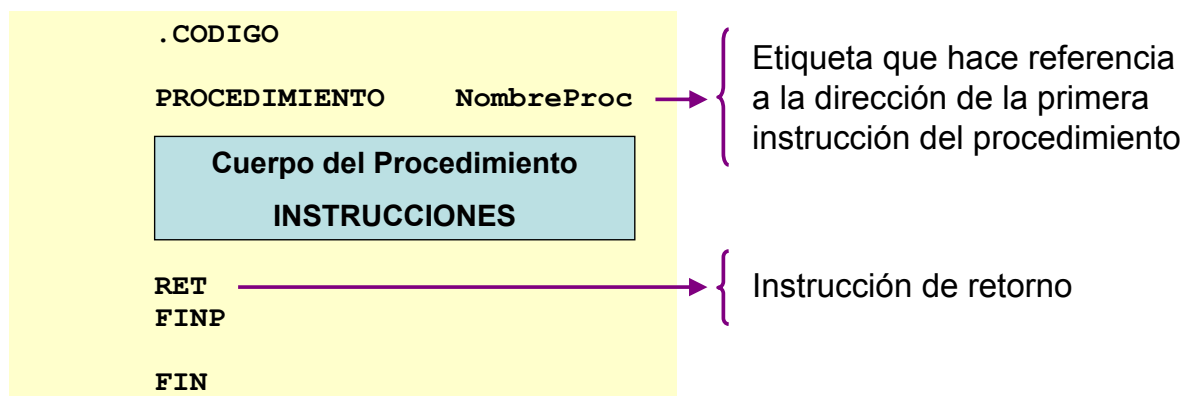 .CODIGO
PROCEDIMIENTO NombreProc
Etiqueta que hace referencia
a la dirección de la primera
instrucción del procedimiento
Cuerpo del Procedimiento
INSTRUCCIONES
RET
Instrucción de retorno
FINP
FIN